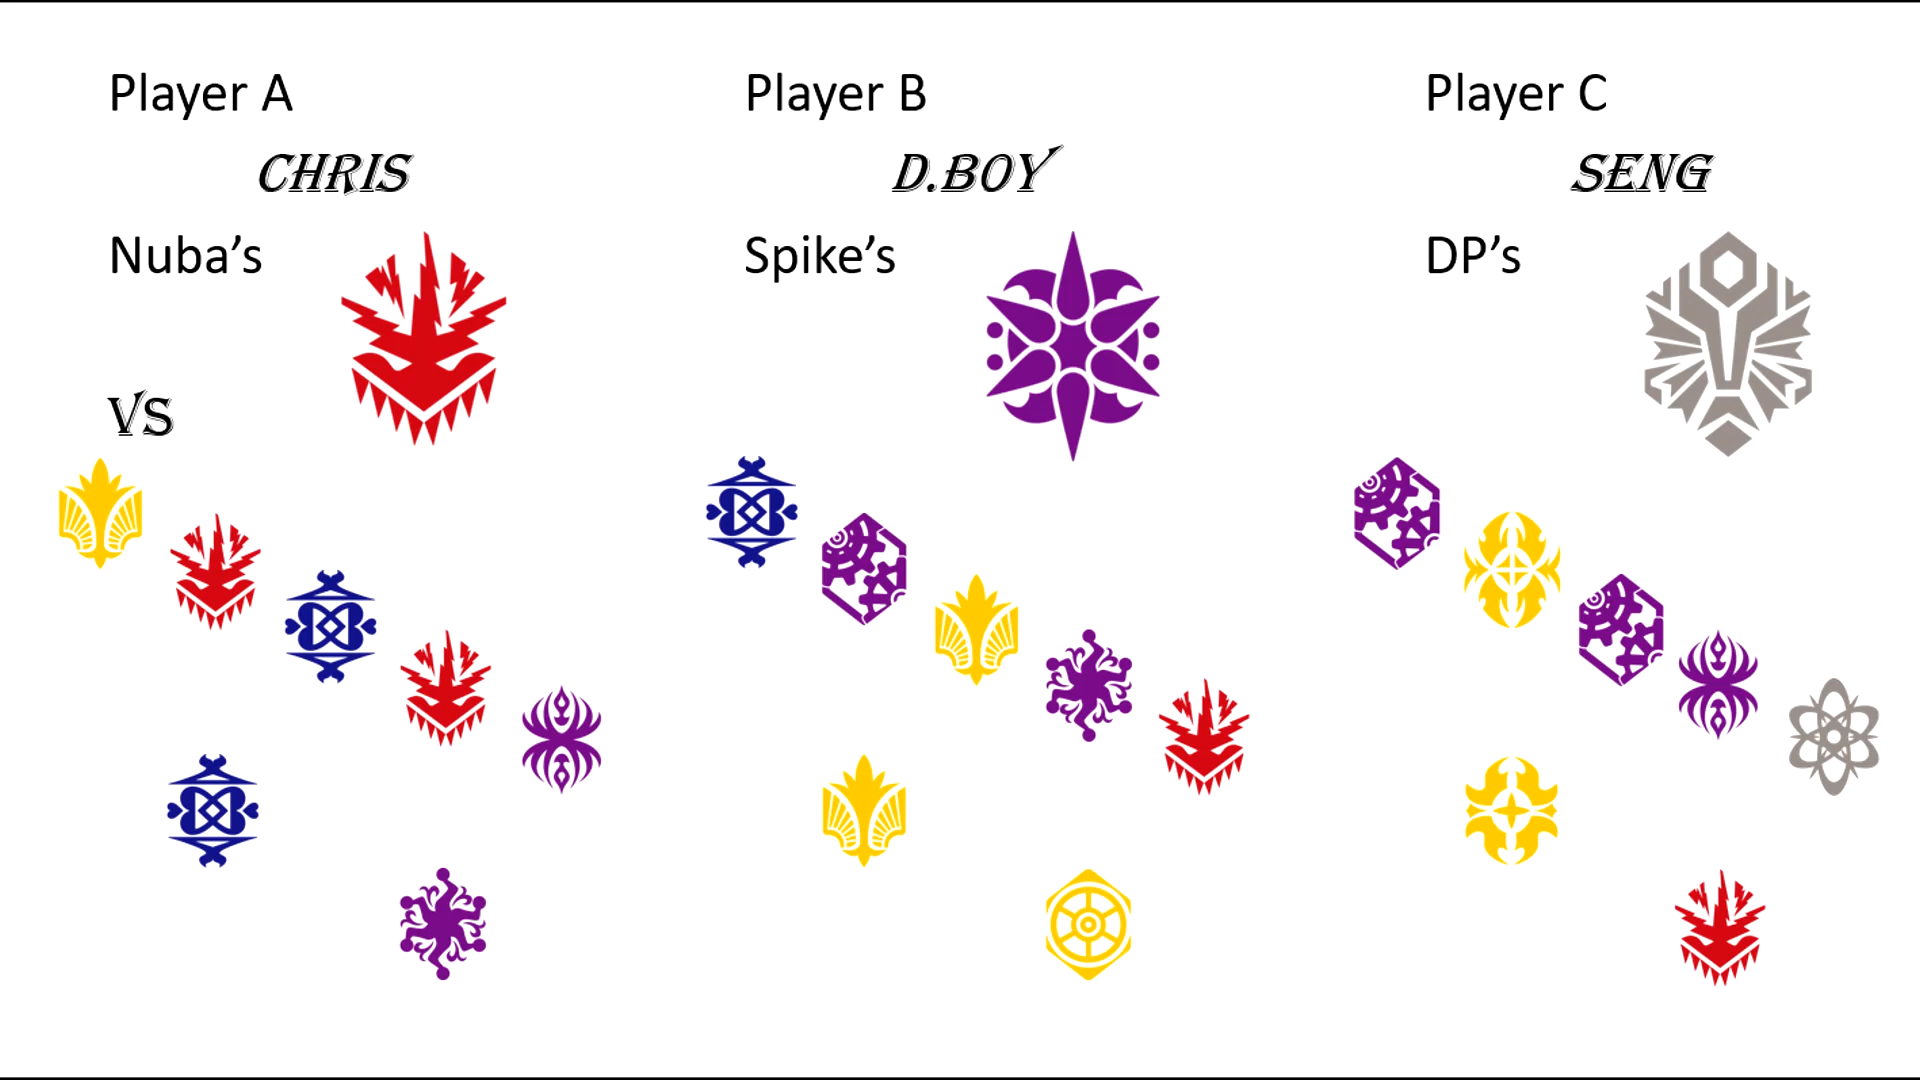 Player A
CHRIS
Nuba’s
VS
Player B
D.BOY
Spike’s
Player C
SENG
DP’s